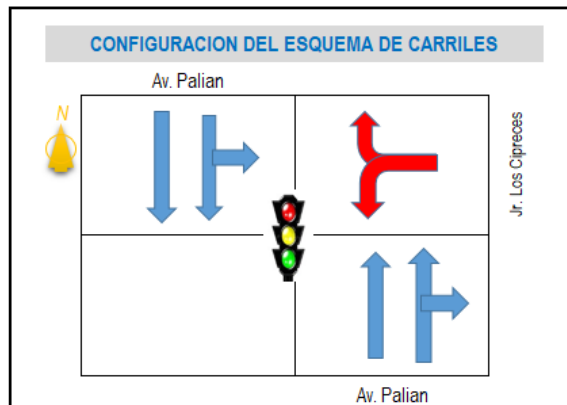 CONFIGURACION DEL ESQUEMA DE CARRILES
Av. Palian
N
Jr. Los Cipreces
Av. Palian